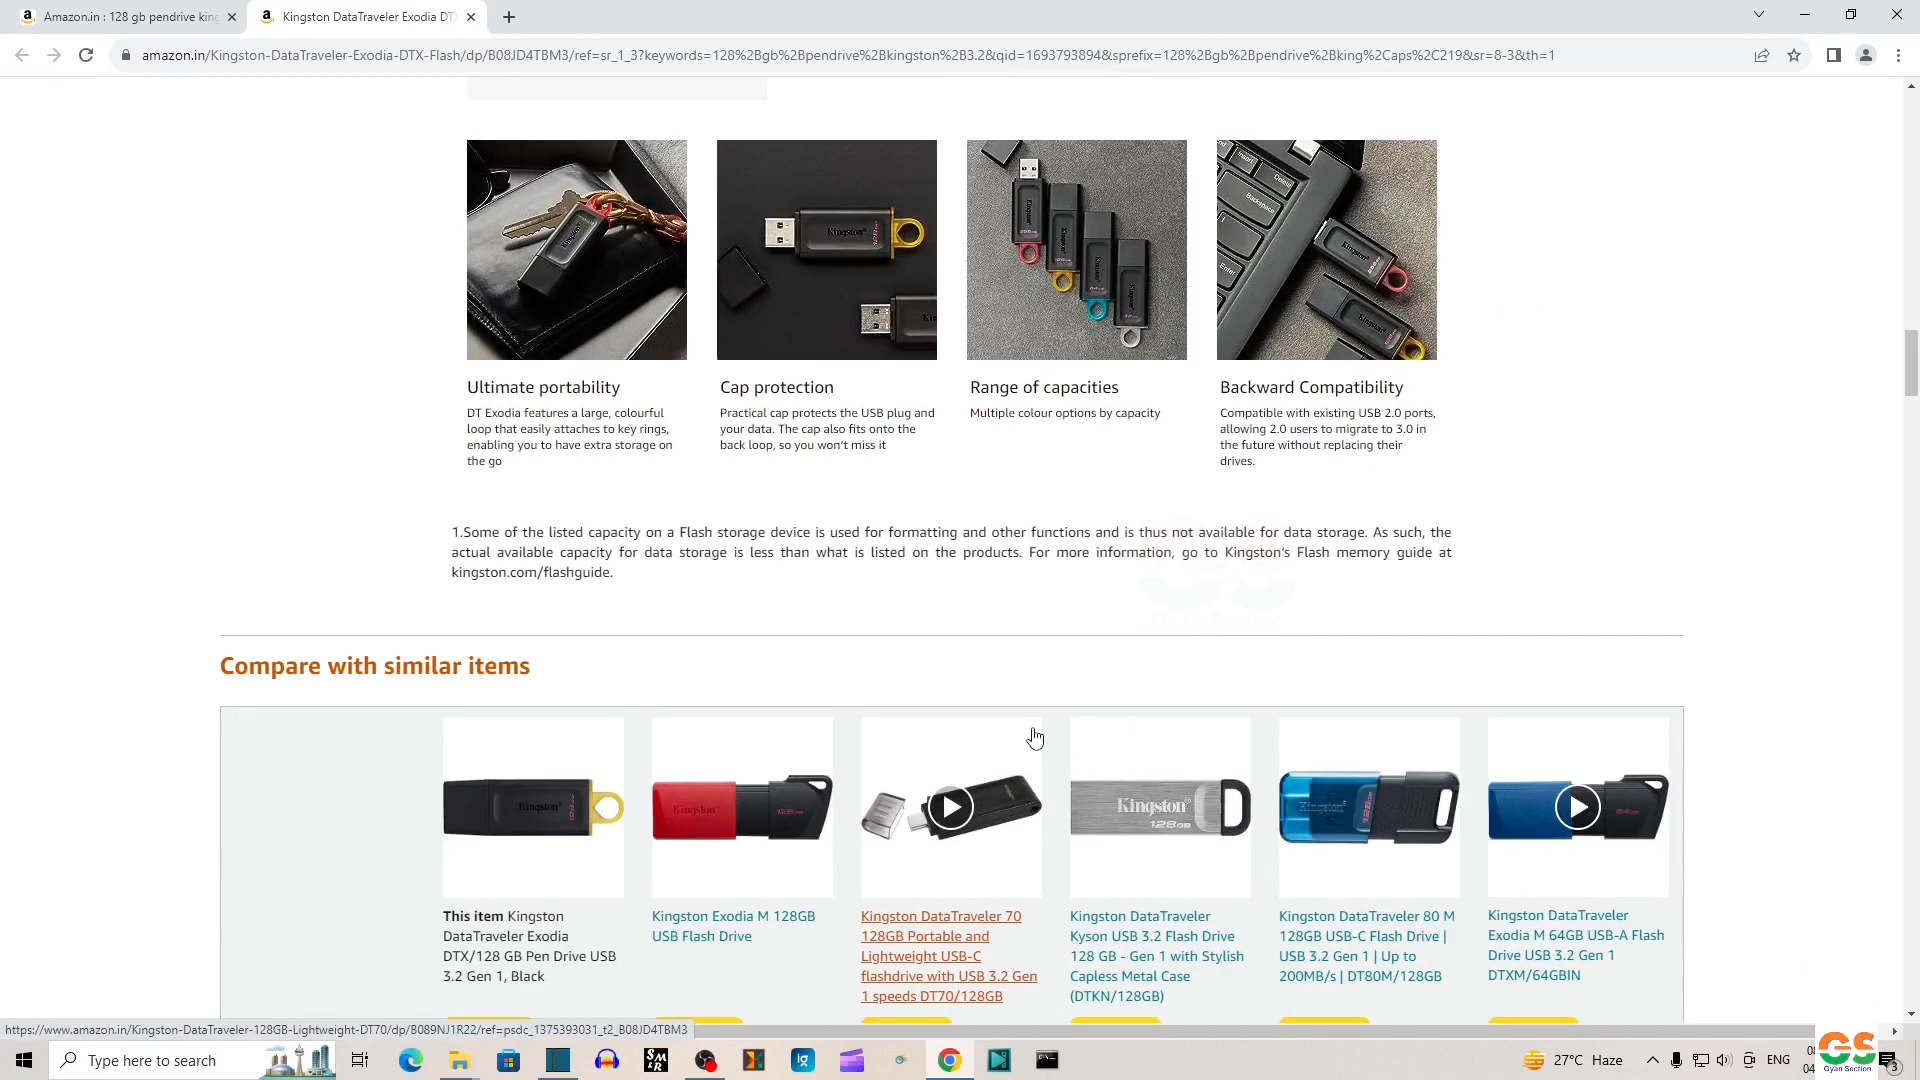 Amazon.in : 128 gb pendrive king
Kingston DataTraveler Exodia DTX
amazon.in/Kingston-DataTraveler-Exodia-DTX-Flash/dp/B08JD4TBM3/ref=sr_1_3?keywords=128%2Bgb%2Bpendrive%2Bkingston%2B3.2&qid=1693793894&sprefix=128%2Bgb%2Bpendrive%2Bking%2Caps%2C219&sr=8-3&th=1
Ultimate portability
DT Exodia features a large, colourful
loop that easily attaches to key rings,
enabling you to have extra storage on
the go
Cap protection
Practical cap protects the USB plug and
your data. The cap also fits onto the
back loop, so you won't miss it
Range of capacities
Multiple colour options by capacity
Backward Compatibility
Compatible with existing USB 2.0 ports,
allowing 2.0 users to migrate to 3.0 in
the future without replacing their
drives.
1.Some of the listed capacity on a Flash storage device is used for formatting and other functions and is thus not available for data storage. As such, the
actual available capacity for data storage is less than what is listed on the products. For more information, go to Kingston's Flash memory guide at
kingston.com/flashguide.
Compare with similar items
This item Kingston
DataTraveler Exodia
DTX/128 GB Pen Drive USB
3.2 Gen 1, Black
Kingston Exodia M 128GB
USB Flash Drive
Kingston DataTraveler 70
128GB Portable and
Lightweight USB-C
flashdrive with USB 3.2 Gen
1 speeds DT70/128GB
Kingston DataTraveler
Kyson USB 3.2 Flash Drive
128 GB - Gen 1 with Stylish
Capless Metal Case
(DTKN/128GB)
Kingston DataTraveler 80 M
128GB USB-C Flash Drive |
USB 3.2 Gen 1 | Up to
200MB/s | DT80M/128GB
Kingston DataTraveler
Exodia M 64GB USB-A Flash
Drive USB 3.2 Gen 1
DTXM/64GBIN
https://www.amazon.in/Kingston-DataTraveler-128GB-Lightweight-DT70/dp/B089NJ1R22/ref=psdc_1375393031_t2_B08JD4TBM3
Type here to search
27°C Haze
ENG
GS
Gyan Section
3